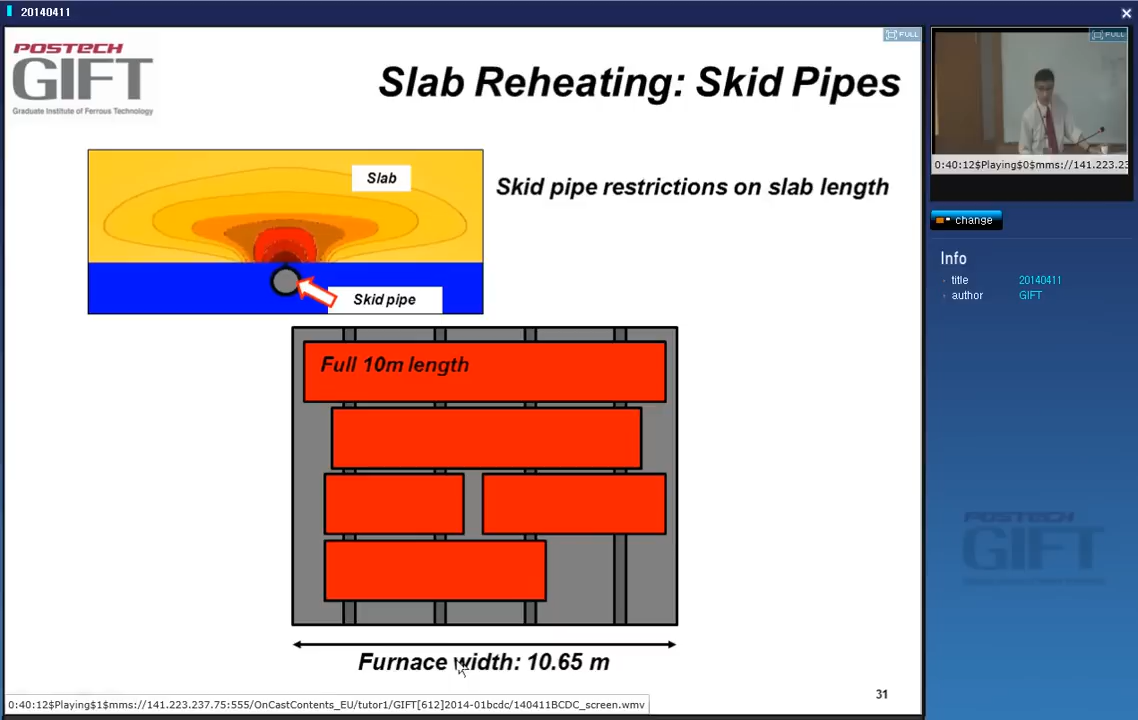 20140411
POSTECH
GIFT
Graduate Institute of Ferrous Technology
Slab Reheating: Skid Pipes
FULL
FULL
Slab
Skid pipe restrictions on slab length
Skid pipe
Full 10m length
Furnace width: 10.65 m
31
0:40:12$Playing$1$mms://141.223.237.75:555/OnCastContents_EU/tutor1/GIFT[612]2014-01bcdc/140411BCDC_screen.wmv
0:40:12$Playing$0$mms://141.223.23
change
Info
title 20140411
author GIFT
POSTECH
GIFT